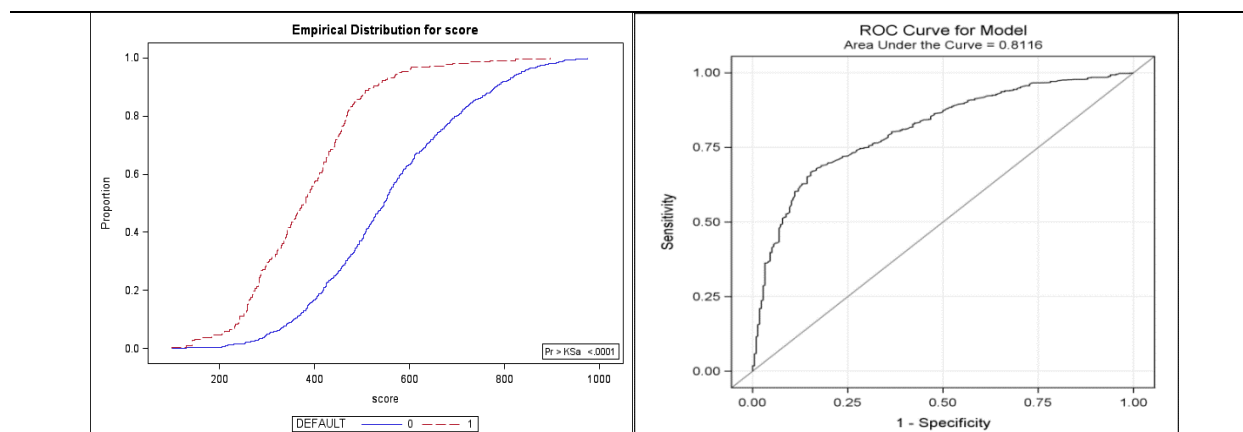 Empirical Distribution for score
1.0
0.8
0.6
0.4
0.2
0.0
Proportion
200 400 600 800 1000
score
Pr > KSa <.0001
DEFAULT 0 1
ROC Curve for Model
Area Under the Curve = 0.8116
1.00
0.75
0.50
0.25
0.00
Sensitivity
0.00 0.25 0.50 0.75 1.00
1 - Specificity